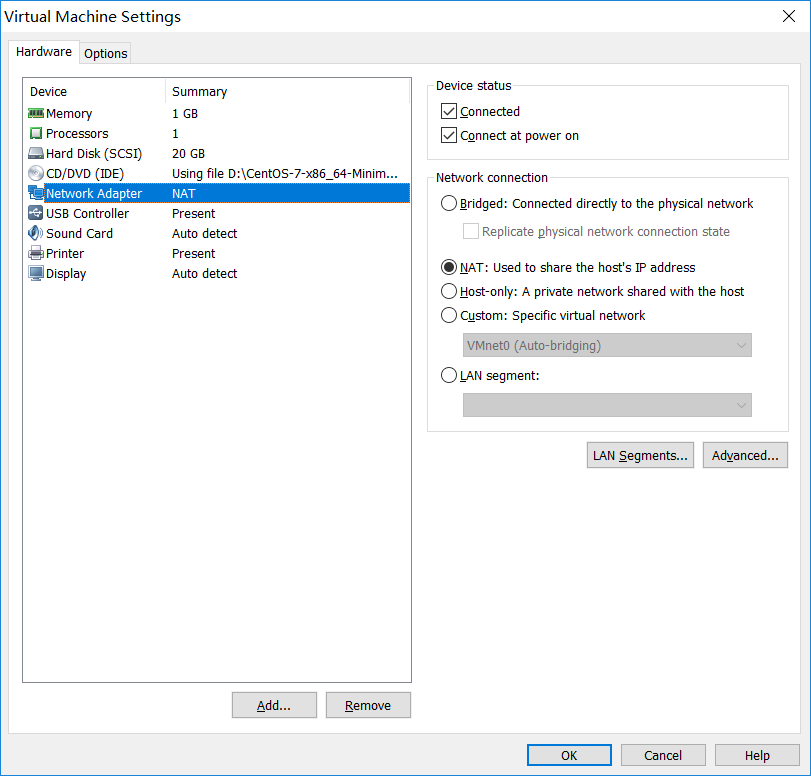 Virtual Machine Settings
Hardware Options
Device Summary
Memory 1 GB
Processors 1
Hard Disk (SCSI) 20 GB
CD/DVD (IDE) Using file D:\CentOS-7-x86_64-Minim...
Network Adapter NAT
USB Controller Present
Sound Card Auto detect
Printer Present
Display Auto detect
Add... Remove
Device status
Connected
Connect at power on
Network connection
Bridged: Connected directly to the physical network
Replicate physical network connection state
NAT: Used to share the host's IP address
Host-only: A private network shared with the host
Custom: Specific virtual network
VMnet0 (Auto-bridging)
LAN segment:
LAN Segments... Advanced...
OK Cancel Help